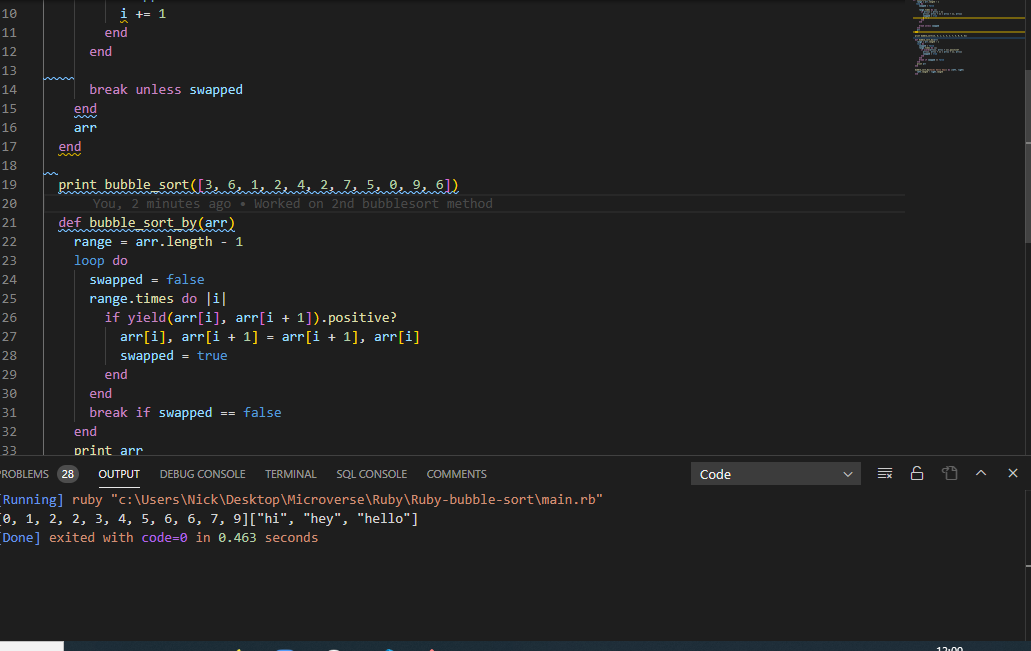 10 i += 1
11 end
12 end
13
14 break unless swapped
15 end
16 arr
17 end
18
19 print bubble_sort([3, 6, 1, 2, 4, 2, 7, 5, 0, 9, 6])
20 You, 2 minutes ago • Worked on 2nd bubblesort method
21 def bubble_sort_by(arr)
22 range = arr.length - 1
23 loop do
24 swapped = false
25 range.times do |i|
26 if yield(arr[i], arr[i + 1]).positive?
27 arr[i], arr[i + 1] = arr[i + 1], arr[i]
28 swapped = true
29 end
30 end
31 break if swapped == false
32 end
33 print arr
ROBLEMS 28 OUTPUT DEBUG CONSOLE TERMINAL SQL CONSOLE COMMENTS Code
[Running] ruby "c:\Users\Nick\Desktop\Microverse\Ruby\Ruby-bubble-sort\main.rb"
[0, 1, 2, 2, 3, 4, 5, 6, 6, 7, 9]["hi", "hey", "hello"]
[Done] exited with code=0 in 0.463 seconds